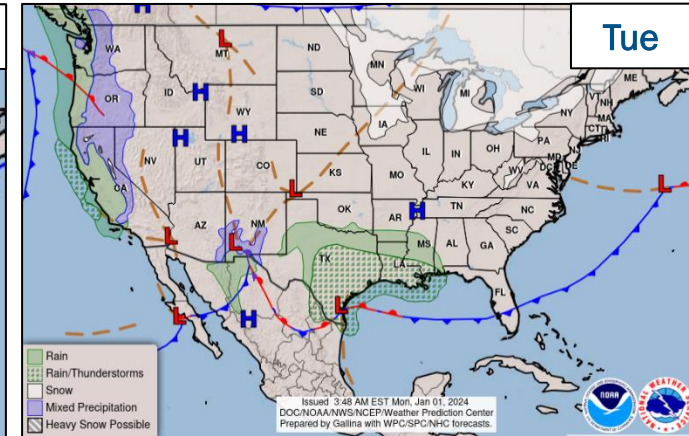 Tue
H
L
WA
MT
ND
MN
ME
OR
ID
H
SD
WI
MI
VT
NH
NY
MA
CT
RI
WY
H
H
IA
PA
NJ
NV
UT
NE
IL
IN
OH
MD
DE
DC
CA
CO
KS
MO
WV
VA
L
L
KY
AZ
NM
OK
AR
H
TN
NC
SC
L
L
TX
LA
MS
AL
GA
FL
L
L
H
Rain
Rain/Thunderstorms
Snow
Mixed Precipitation
Heavy Snow Possible
Issued 3:48 AM EST Mon, Jan 01, 2024
DOC/NOAA/NWS/NCEP/Weather Prediction Center
Prepared by Gallina with WPC/SPC/NHC forecasts.
NOAA
NATIONAL WEATHER SERVICE